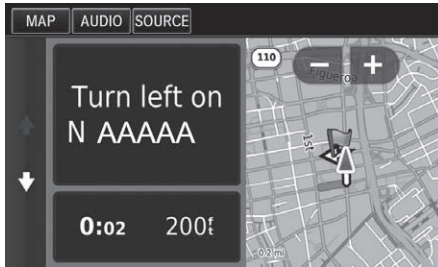 MAP AUDIO SOURCE
110
Figueroa
Turn left on
N AAAAA
1st
0:02 200ft
0.2 mi